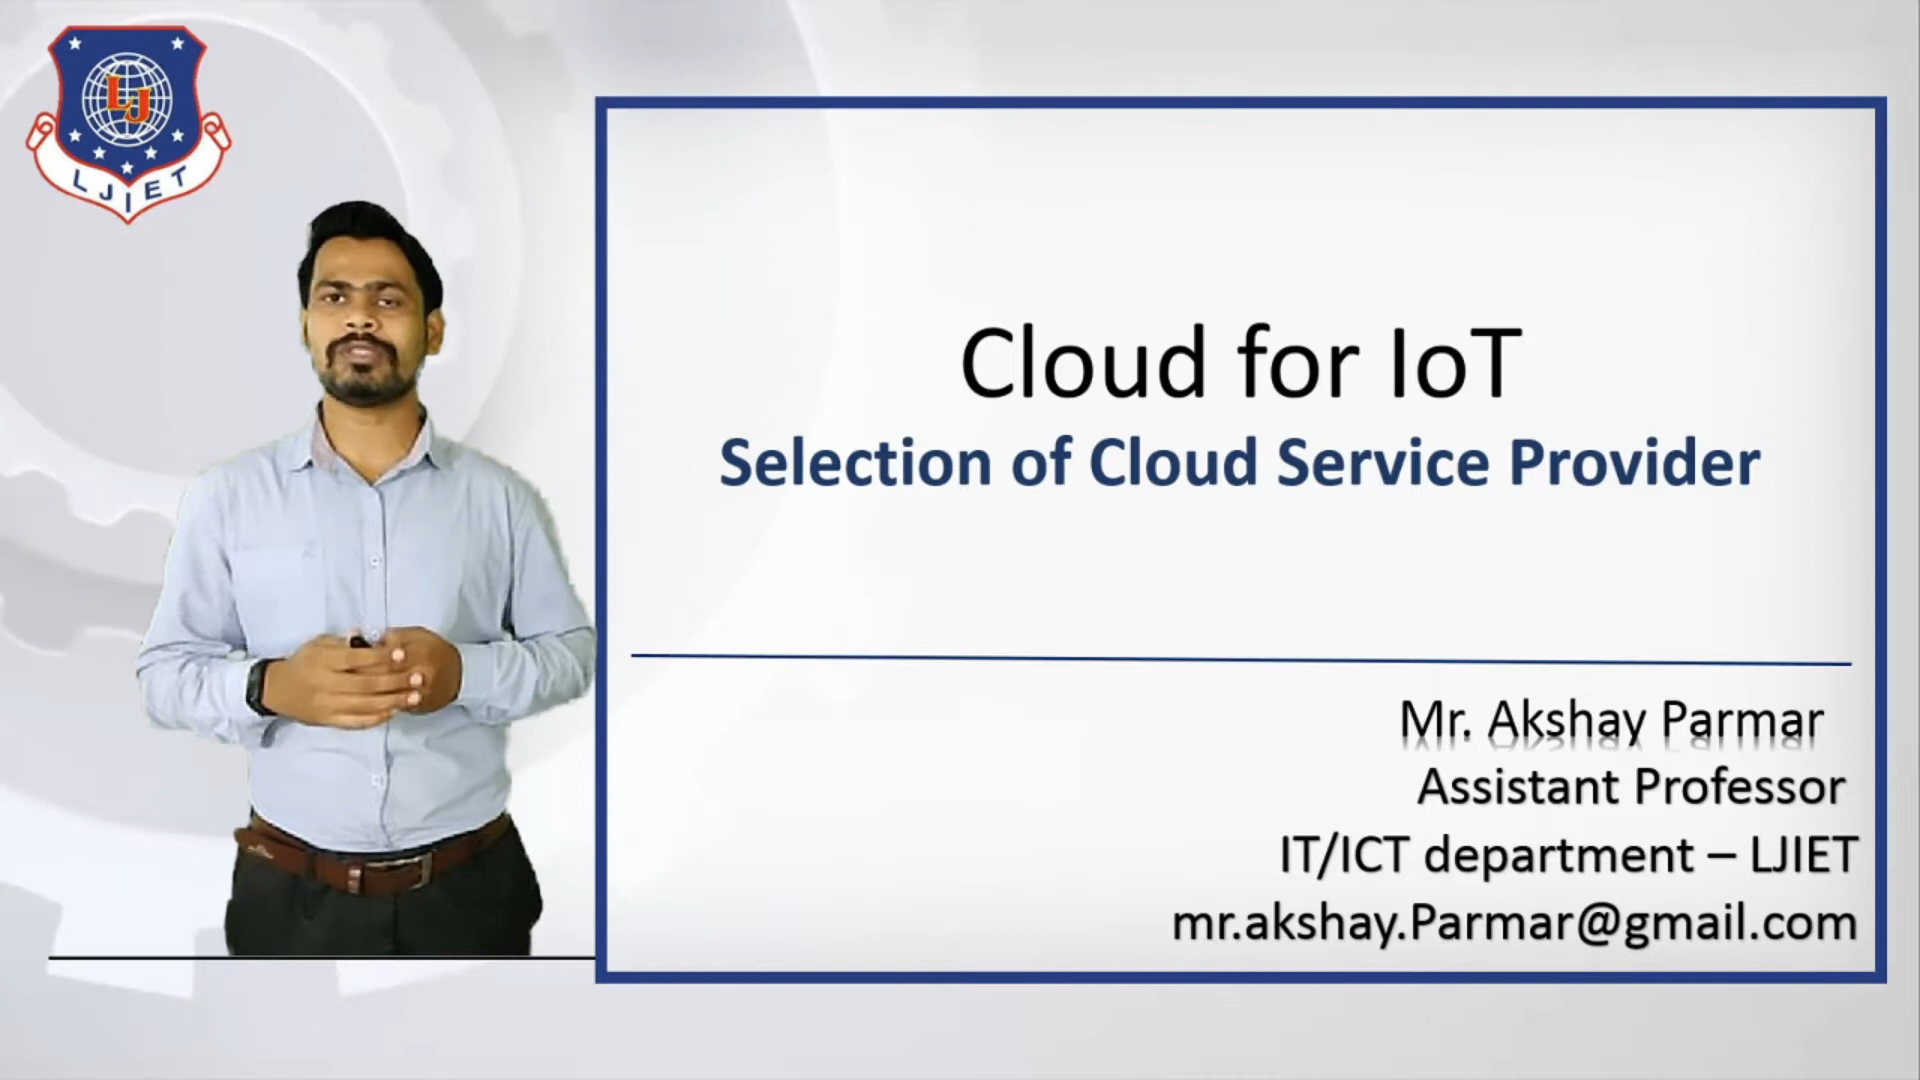 LJ
LJIET
Cloud for IoT
Selection of Cloud Service Provider
Mr. Akshay Parmar
Assistant Professor
IT/ICT department – LJIET
mr.akshay.Parmar@gmail.com